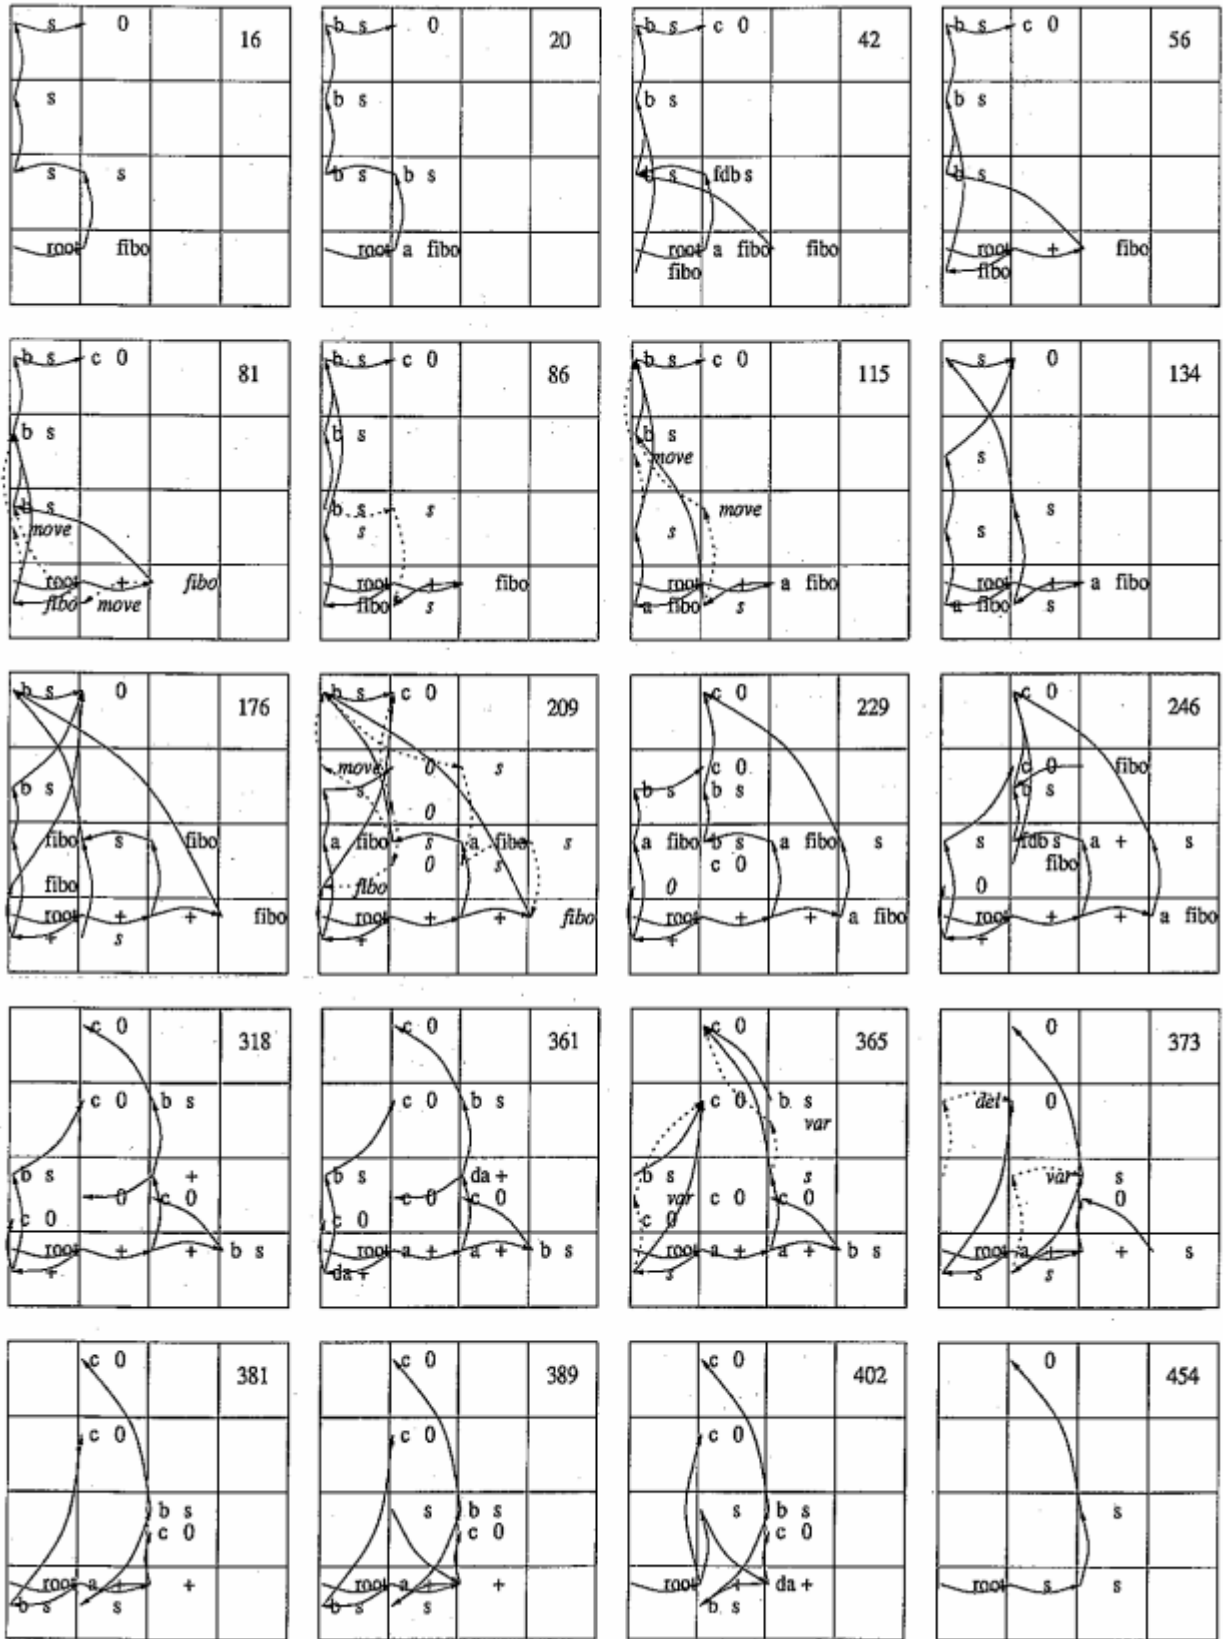 s 0 b s 0 b s c 0 b s c 0
16 20 42 56
s b s b s b s
s s b s b s b s fdb s b s
root fibo root a fibo root a fibo fibo root + fibo
fibo fibo
b s c 0 b s c 0 b s c 0 s 0
81 86 115 134
b s b s b s
move s
b s b s s move s
move s s s
root + fibo root + fibo root + a fibo root + a fibo
fibo move fibo s a fibo s a fibo s
b s 0 b s c 0 c 0 c 0
176 209 229 246
move 0 s c 0 c 0 fibo
b s s b s b s b s
0
fibo s fibo a fibo s a fibo s a fibo b s a fibo s s fdb s a + s
0 s c 0 fibo
fibo fibo 0 0
root + + fibo root + + fibo root + + a fibo root + + a fibo
+ s + + +
c 0 c 0 c 0 0
318 361 365 373
c 0 b s c 0 b s c 0 b s del 0
var
b s + b s da + b s s var s
0 c 0 c 0 c 0 var c 0 c 0 0
c 0 c 0 c 0
root + + b s root a + a + b s root a + a + b s root a + + s
+ da + s s s
c 0 c 0 c 0 0
381 389 402 454
c 0 c 0 c 0
b s s b s s b s s
c 0 c 0 c 0
root a + + root a + + root + da + root s s
b s s b s s b s